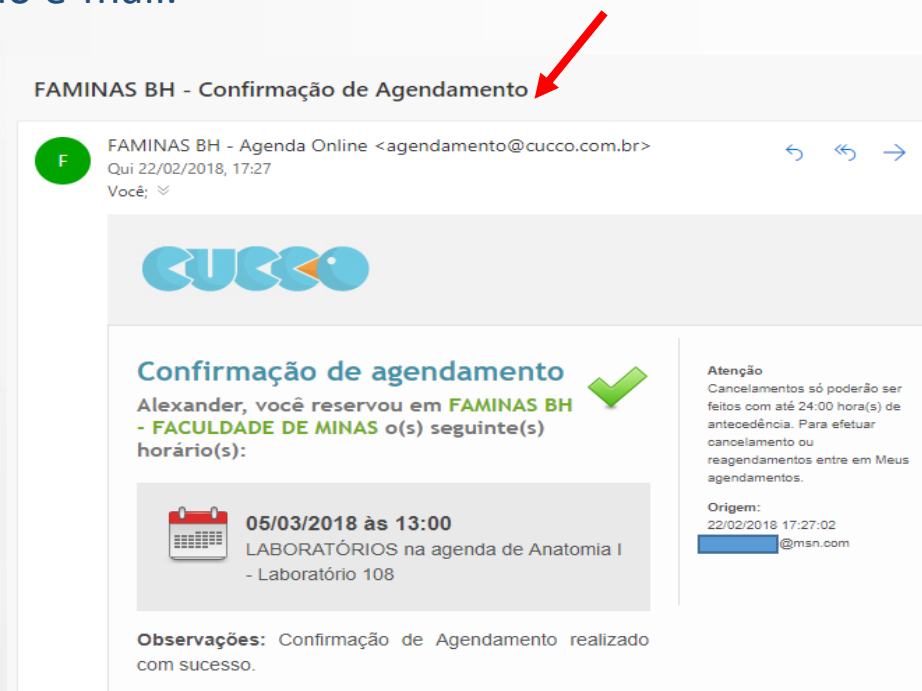 o e-mail.
FAMINAS BH - Confirmação de Agendamento
F
FAMINAS BH - Agenda Online <agendamento@cucco.com.br>
Qui 22/02/2018, 17:27
Você;
CUCCO
Confirmação de agendamento
Alexander, você reservou em FAMINAS BH
- FACULDADE DE MINAS o(s) seguinte(s)
horário(s):
05/03/2018 às 13:00
LABORATÓRIOS na agenda de Anatomia I
- Laboratório 108
Observações: Confirmação de Agendamento realizado
com sucesso.
Atenção
Cancelamentos só poderão ser
feitos com até 24:00 hora(s) de
antecedência. Para efetuar
cancelamento ou
reagendamentos entre em Meus
agendamentos.
Origem:
22/02/2018 17:27:02
@msn.com